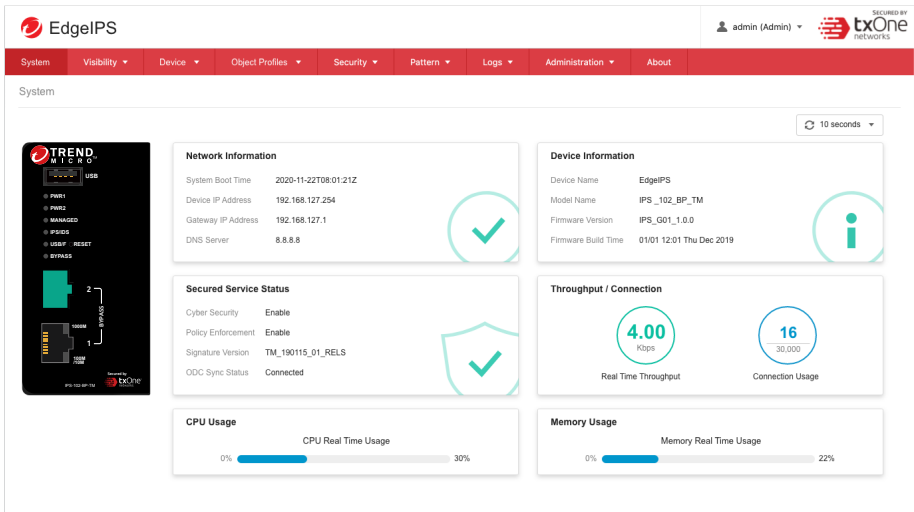 EdgeIPS
admin (Admin)
SECURED BY
txOne
networks
System Visibility Device Object Profiles Security Pattern Logs Administration About
System
10 seconds
TREND
MICRO™
USB
PWR1
PWR2
MANAGED
IPS/IDS
USB/F RESET
BYPASS
2
BYPASS
1000M
1
100M
/10M
Secured by
txOne
networks
IPS-102-BP-TM
Network Information
System Boot Time 2020-11-22T08:01:21Z
Device IP Address 192.168.127.254
Gateway IP Address 192.168.127.1
DNS Server 8.8.8.8
Device Information
Device Name EdgeIPS
Model Name IPS _102_BP_TM
Firmware Version IPS_G01_1.0.0
Firmware Build Time 01/01 12:01 Thu Dec 2019
Secured Service Status
Cyber Security Enable
Policy Enforcement Enable
Signature Version TM_190115_01_RELS
ODC Sync Status Connected
Throughput / Connection
4.00
Kbps
Real Time Throughput
16
30,000
Connection Usage
CPU Usage
CPU Real Time Usage
0% 30%
Memory Usage
Memory Real Time Usage
0% 22%